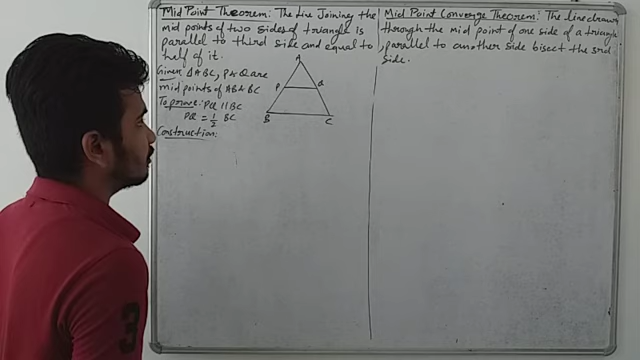 Mid Point Theorem: The Line Joining the
mid points of two sides of triangle is
parallel to third side and equal to
half of it.
Given: ΔABC, P & Q are
mid points of AB & BC
To prove: PQ || BC
PQ = 1/2 BC
Construction:
A
P
Q
B
C
Mid Point Converge Theorem: The line drawn
through the mid point of one side of a triangle
, parallel to another side bisect the 3rd
side.
3